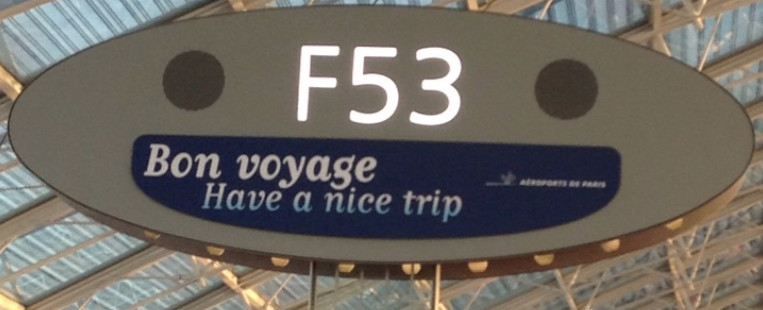 F53
Bon voyage
Have a nice trip
AÉROPORTS DE PARIS